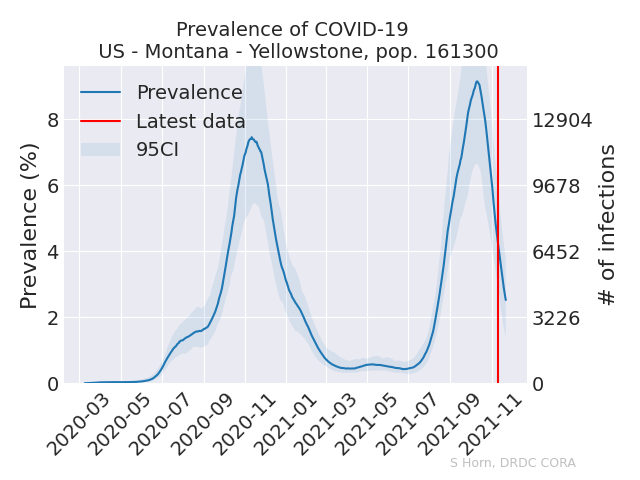 Prevalence of COVID-19
US - Montana - Yellowstone, pop. 161300
Prevalence
Latest data
95CI
Prevalence (%)
8
6
4
2
0
12904
9678
6452
3226
0
# of infections
2020-03
2020-05
2020-07
2020-09
2020-11
2021-01
2021-03
2021-05
2021-07
2021-09
2021-11
S Horn, DRDC CORA